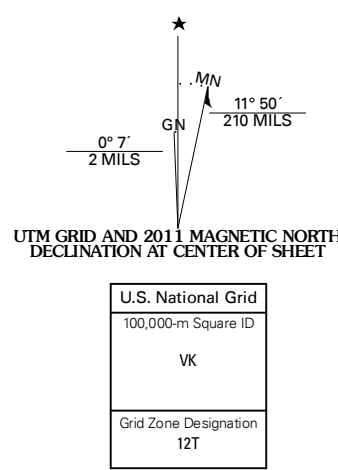 ★
MN
GN
11° 50´
210 MILS
0° 7´
2 MILS
UTM GRID AND 2011 MAGNETIC NORTH
DECLINATION AT CENTER OF SHEET
U.S. National Grid
100,000-m Square ID
VK
Grid Zone Designation
12T